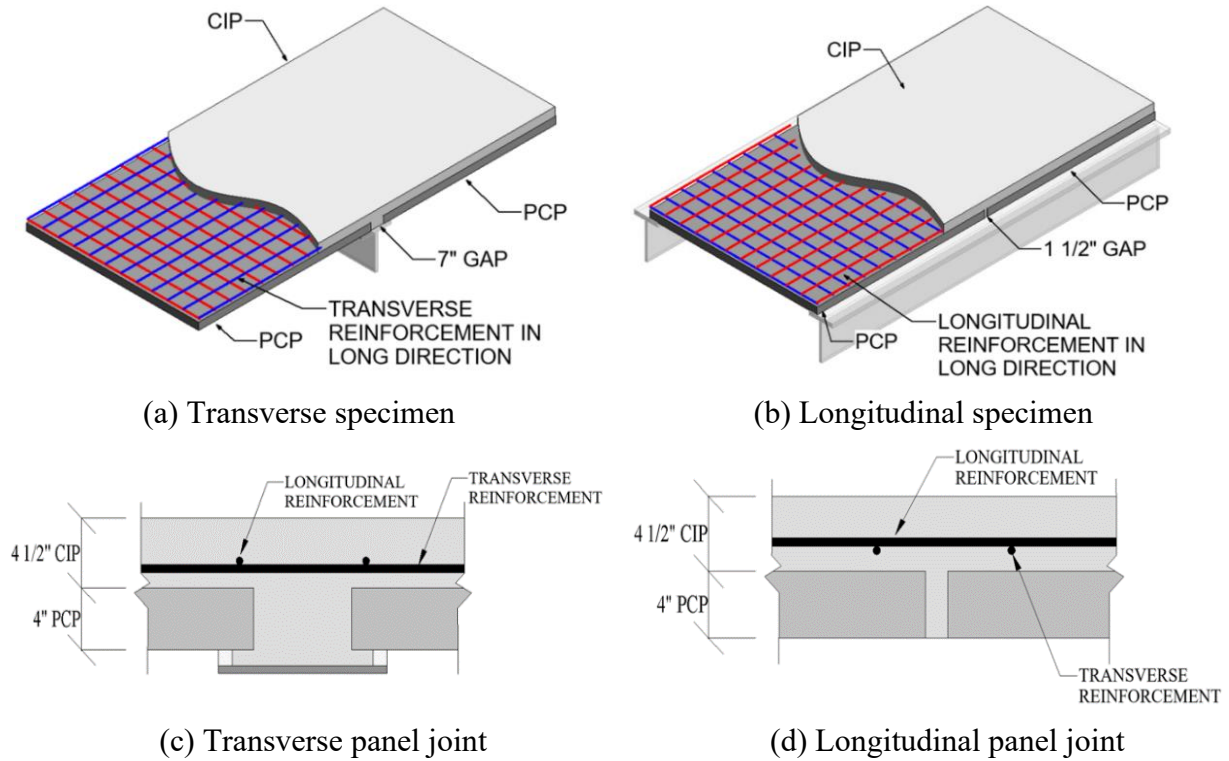 CIP
PCP
7" GAP
TRANSVERSE
REINFORCEMENT IN
LONG DIRECTION
PCP
(a) Transverse specimen
CIP
PCP
1 1/2" GAP
LONGITUDINAL
REINFORCEMENT IN
LONG DIRECTION
PCP
(b) Longitudinal specimen
LONGITUDINAL
REINFORCEMENT
TRANSVERSE
REINFORCEMENT
4 1/2" CIP
4" PCP
(c) Transverse panel joint
LONGITUDINAL
REINFORCEMENT
4 1/2" CIP
4" PCP
TRANSVERSE
REINFORCEMENT
(d) Longitudinal panel joint